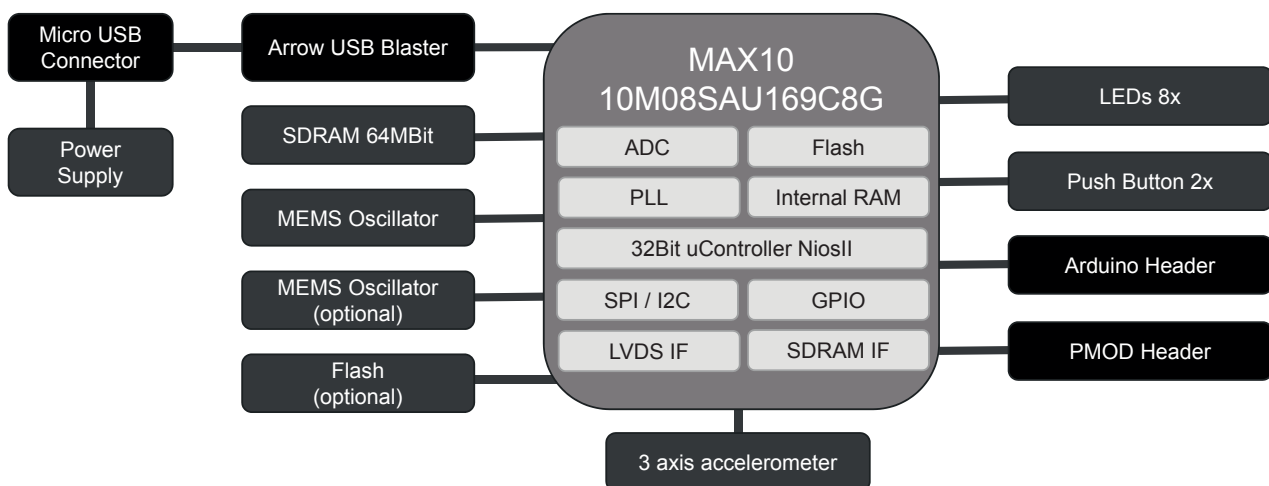 Micro USB
Connector
Arrow USB Blaster
Power
Supply
SDRAM 64MBit
MEMS Oscillator
MEMS Oscillator
(optional)
Flash
(optional)
MAX10
10M08SAU169C8G
ADC
Flash
PLL
Internal RAM
32Bit uController NiosII
SPI / I2C
GPIO
LVDS IF
SDRAM IF
LEDs 8x
Push Button 2x
Arduino Header
PMOD Header
3 axis accelerometer